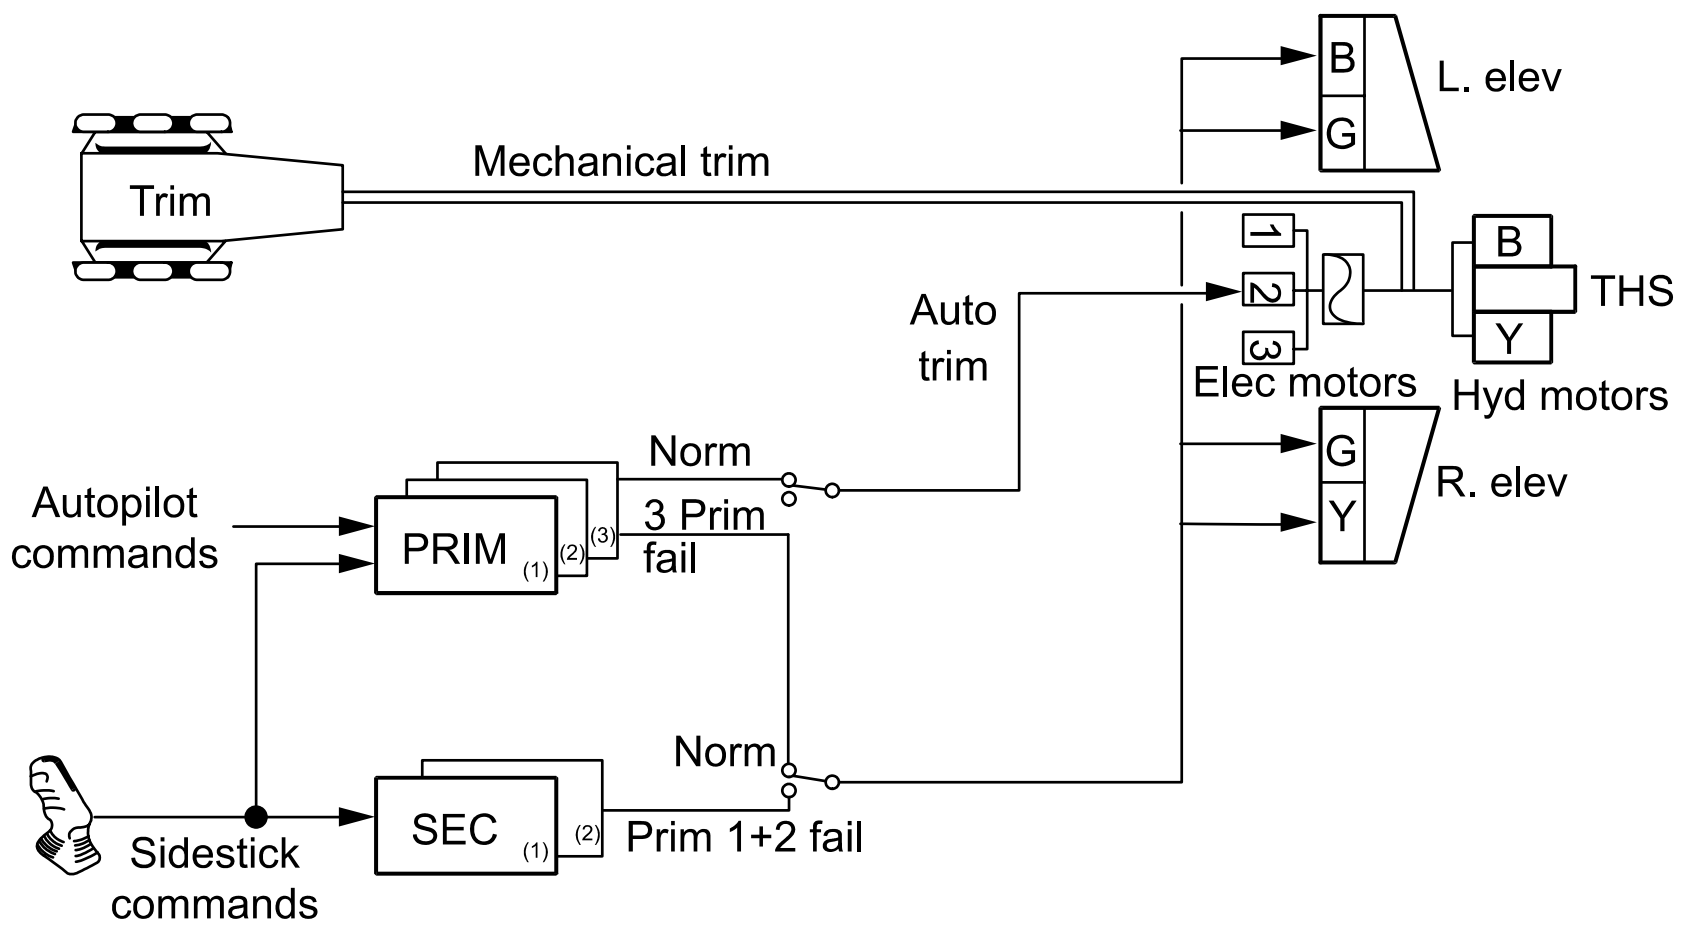 B
L. elev
G
Mechanical trim
Trim
1
B
2
THS
Auto
trim
3
Y
Elec motors
Hyd motors
Norm
G
R. elev
Autopilot
commands
3 Prim
fail
Y
PRIM
(1)
(2)
(3)
Norm
SEC
(1)
(2)
Prim 1+2 fail
Sidestick
commands